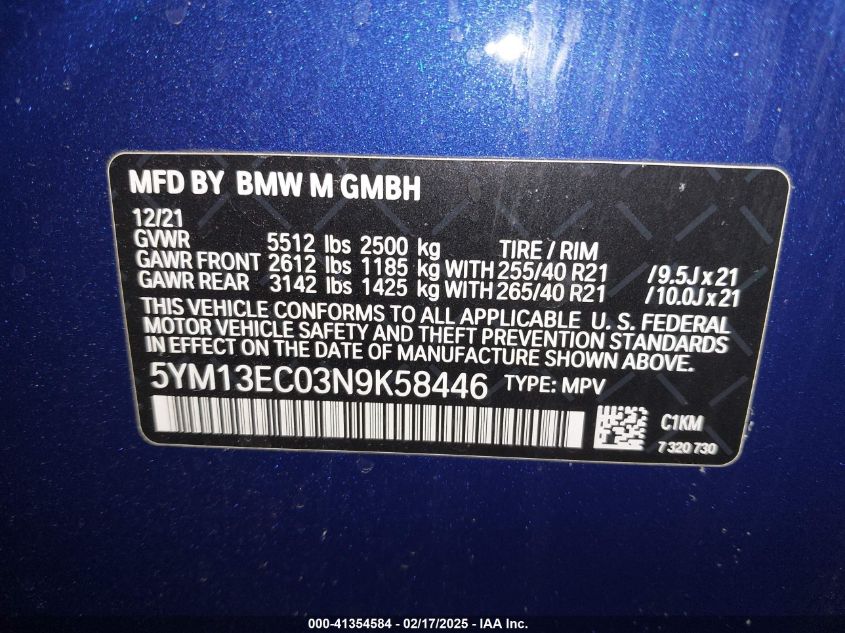 MFD BY BMW M GMBH
12/21
GVWR 5512 lbs 2500 kg TIRE / RIM
GAWR FRONT 2612 lbs 1185 kg WITH 255/40 R21 /9.5J x 21
GAWR REAR 3142 lbs 1425 kg WITH 265/40 R21 /10.0J x 21
THIS VEHICLE CONFORMS TO ALL APPLICABLE U. S. FEDERAL
MOTOR VEHICLE SAFETY AND THEFT PREVENTION STANDARDS
IN EFFECT ON THE DATE OF MANUFACTURE SHOWN ABOVE.
5YM13EC03N9K58446 TYPE: MPV
C1KM
7 320 730
000-41354584 - 02/17/2025 - IAA Inc.